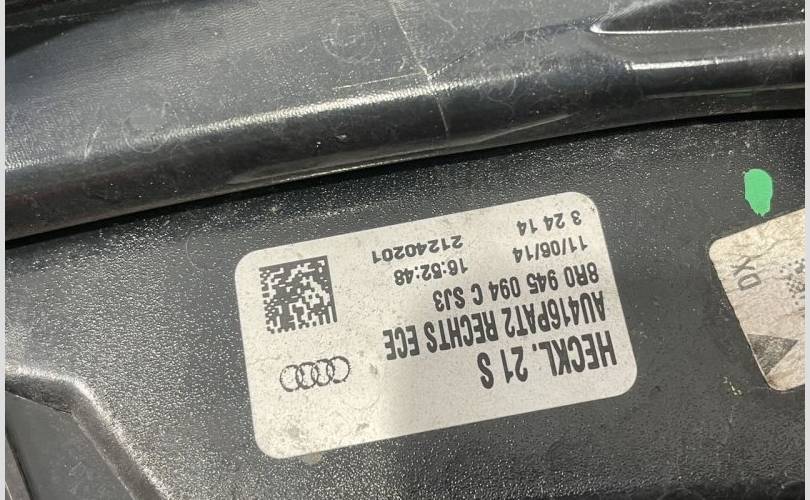 HECKL. 21 S
AU416PAT2 RECHTS ECE
8R0 945 094 C SJ3
11/06/14 16:52:48
3 24 14 21240201
DX